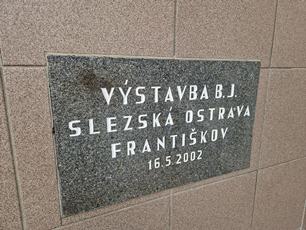 VÝSTAVBA B.J.
SLEZSKÁ OSTRAVA
FRANTIŠKOV
16.5.2002